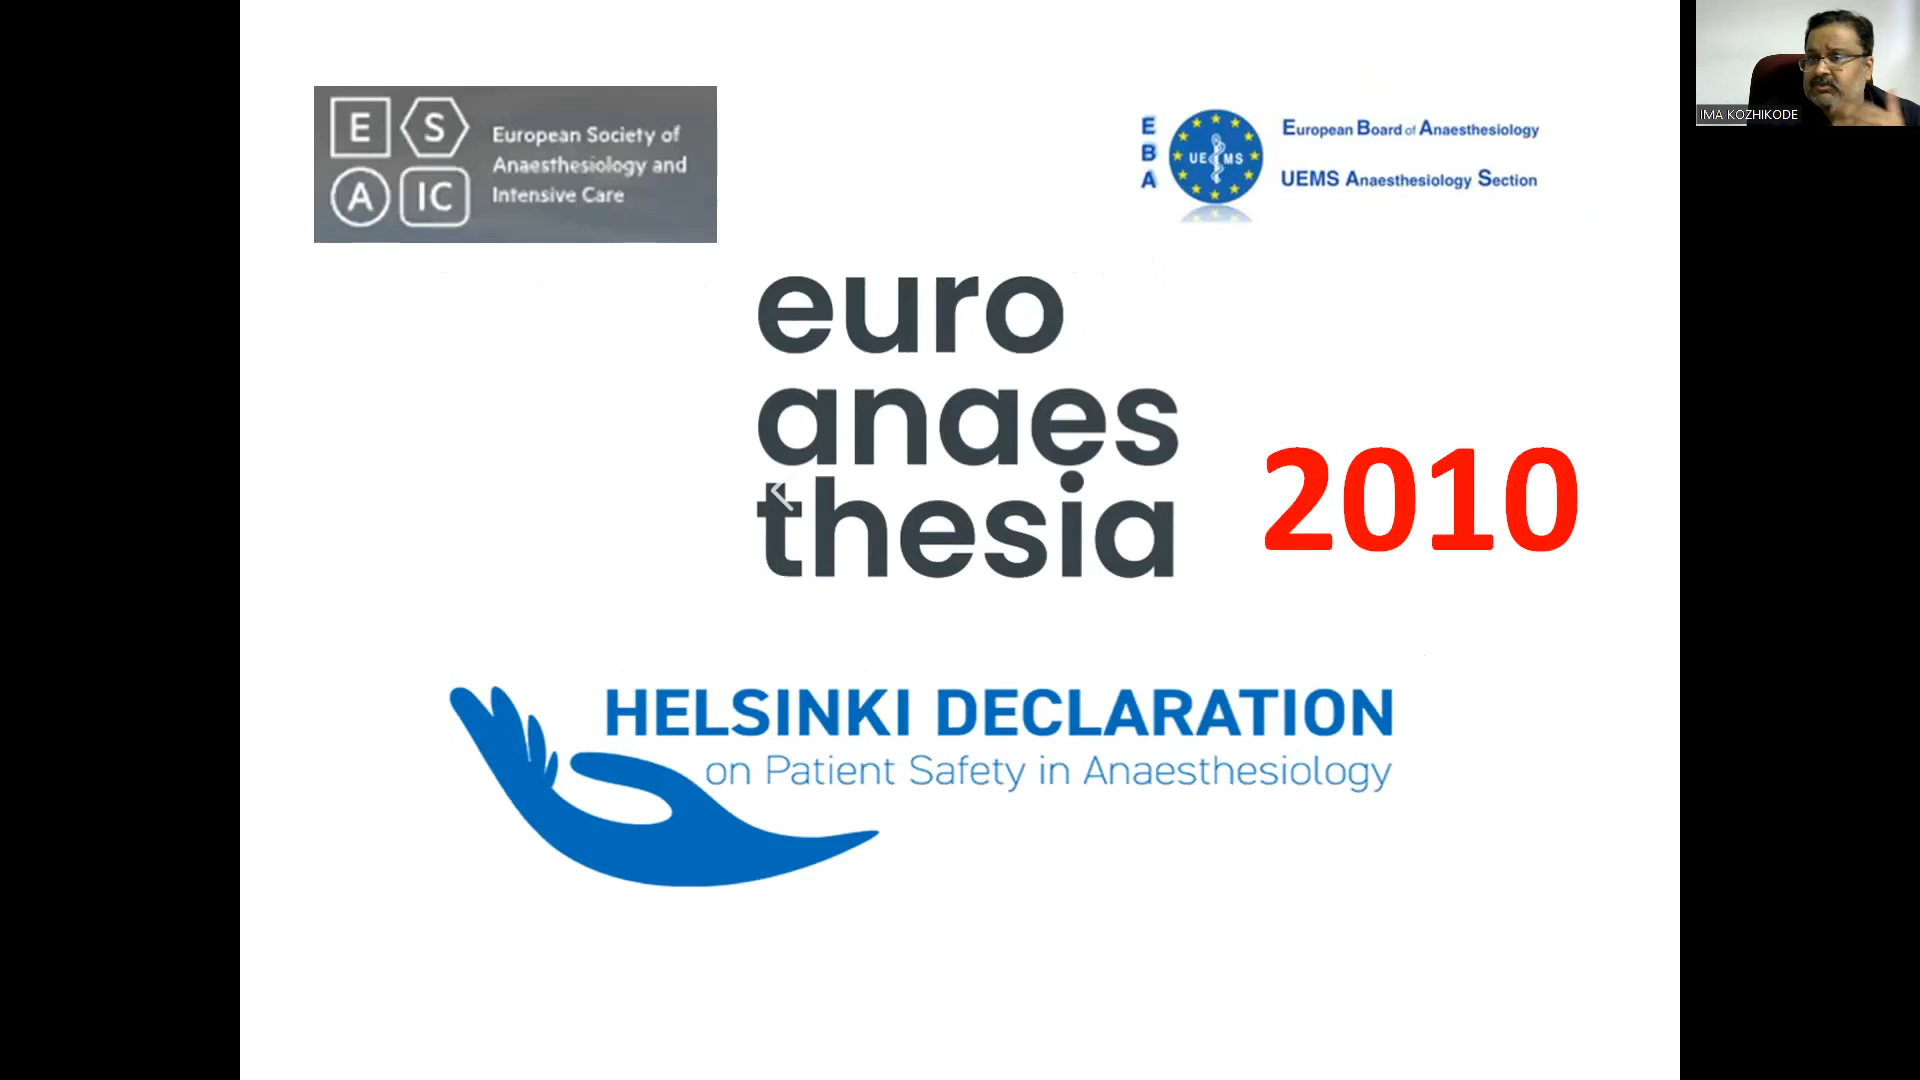 E S
A IC
European Society of
Anaesthesiology and
Intensive Care
E
B
A
UEMS
European Board of Anaesthesiology
UEMS Anaesthesiology Section
IMA KOZHIKODE
euro
anaes
thesia
2010
HELSINKI DECLARATION
on Patient Safety in Anaesthesiology